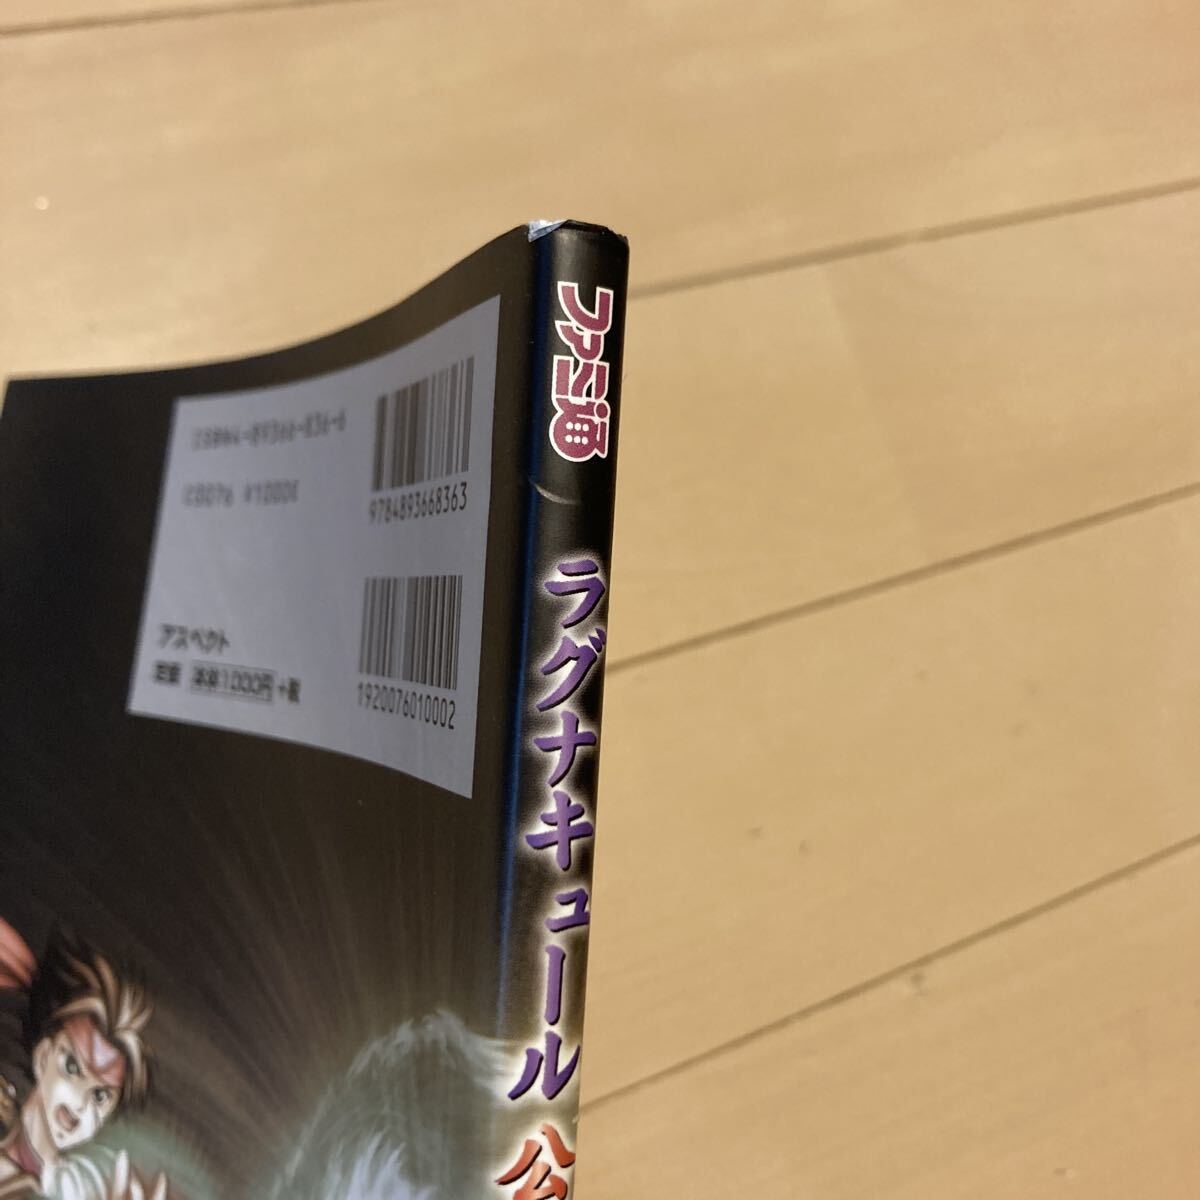 ファミ通
ラグナキュール 公
ISBN4-89366-836-6
C0076 ¥1000E
9784893668363
1920076010002
アスペクト
定価 本体1000円+税